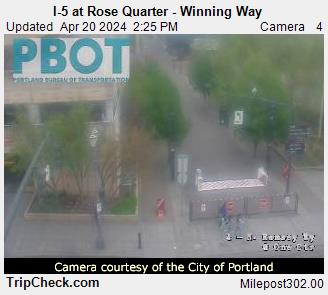 I-5 at Rose Quarter - Winning Way
Updated Apr 20 2024 2:25 PM Camera 4
PBOT
PORTLAND BUREAU OF TRANSPORTATION
Camera courtesy of the City of Portland
TripCheck.com Milepost302.00